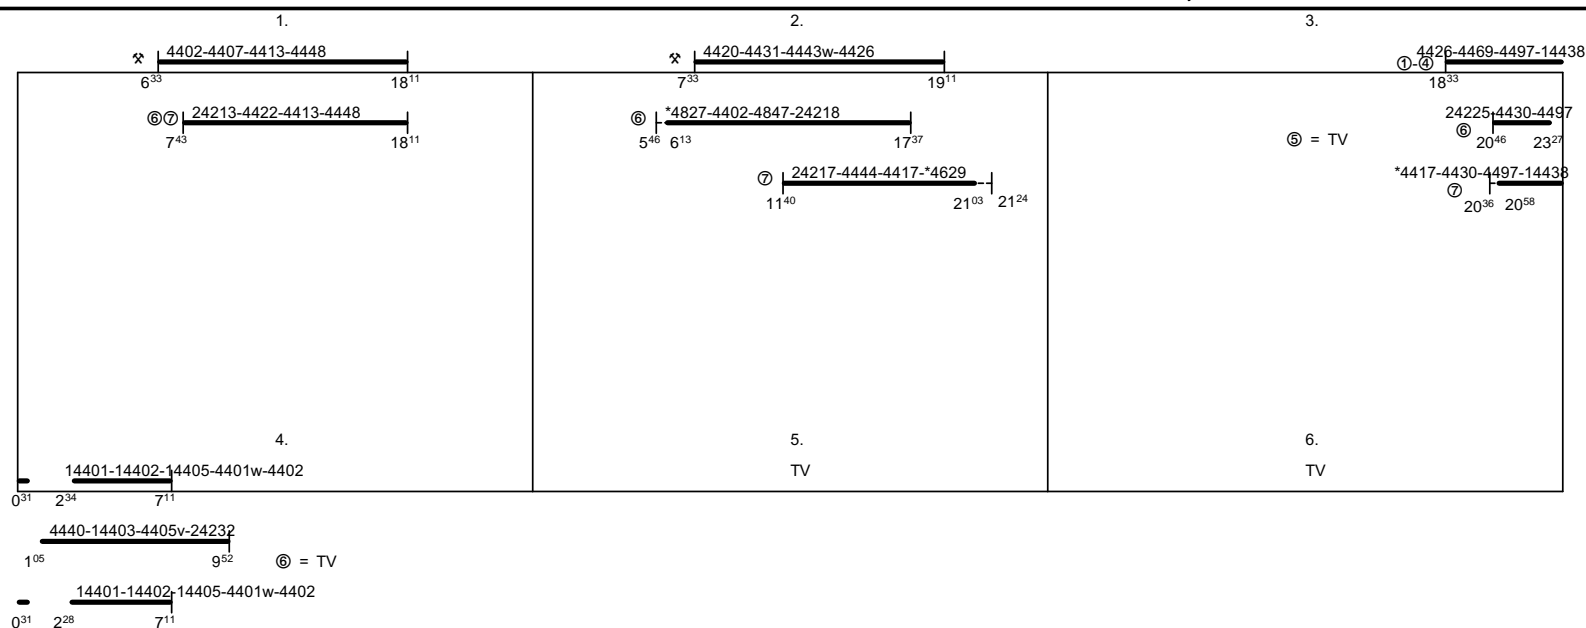 1. 2. 3.
⚒ 4402-4407-4413-4448 ⚒ 4420-4431-4443w-4426 ①-④ 4426-4469-4497-14438
6³³ 18¹¹ 7³³ 19¹¹ 18³³
⑥⑦ 24213-4422-4413-4448 ⑥ *4827-4402-4847-24218 ⑥ 24225-4430-4497
7⁴³ 18¹¹ 5⁴⁶ 6¹³ 17³⁷ ⑤ = TV 20⁴⁶ 23²⁷
⑦ 24217-4444-4417-*4629 ⑦ *4417-4430-4497-14438
11⁴⁰ 21⁰³ 21²⁴ 20³⁶ 20⁵⁸
4. 5. 6.
14401-14402-14405-4401w-4402 TV TV
0³¹ 2³⁴ 7¹¹
4440-14403-4405v-24232
1⁰⁵ 9⁵² ⑥ = TV
14401-14402-14405-4401w-4402
0³¹ 2²⁸ 7¹¹